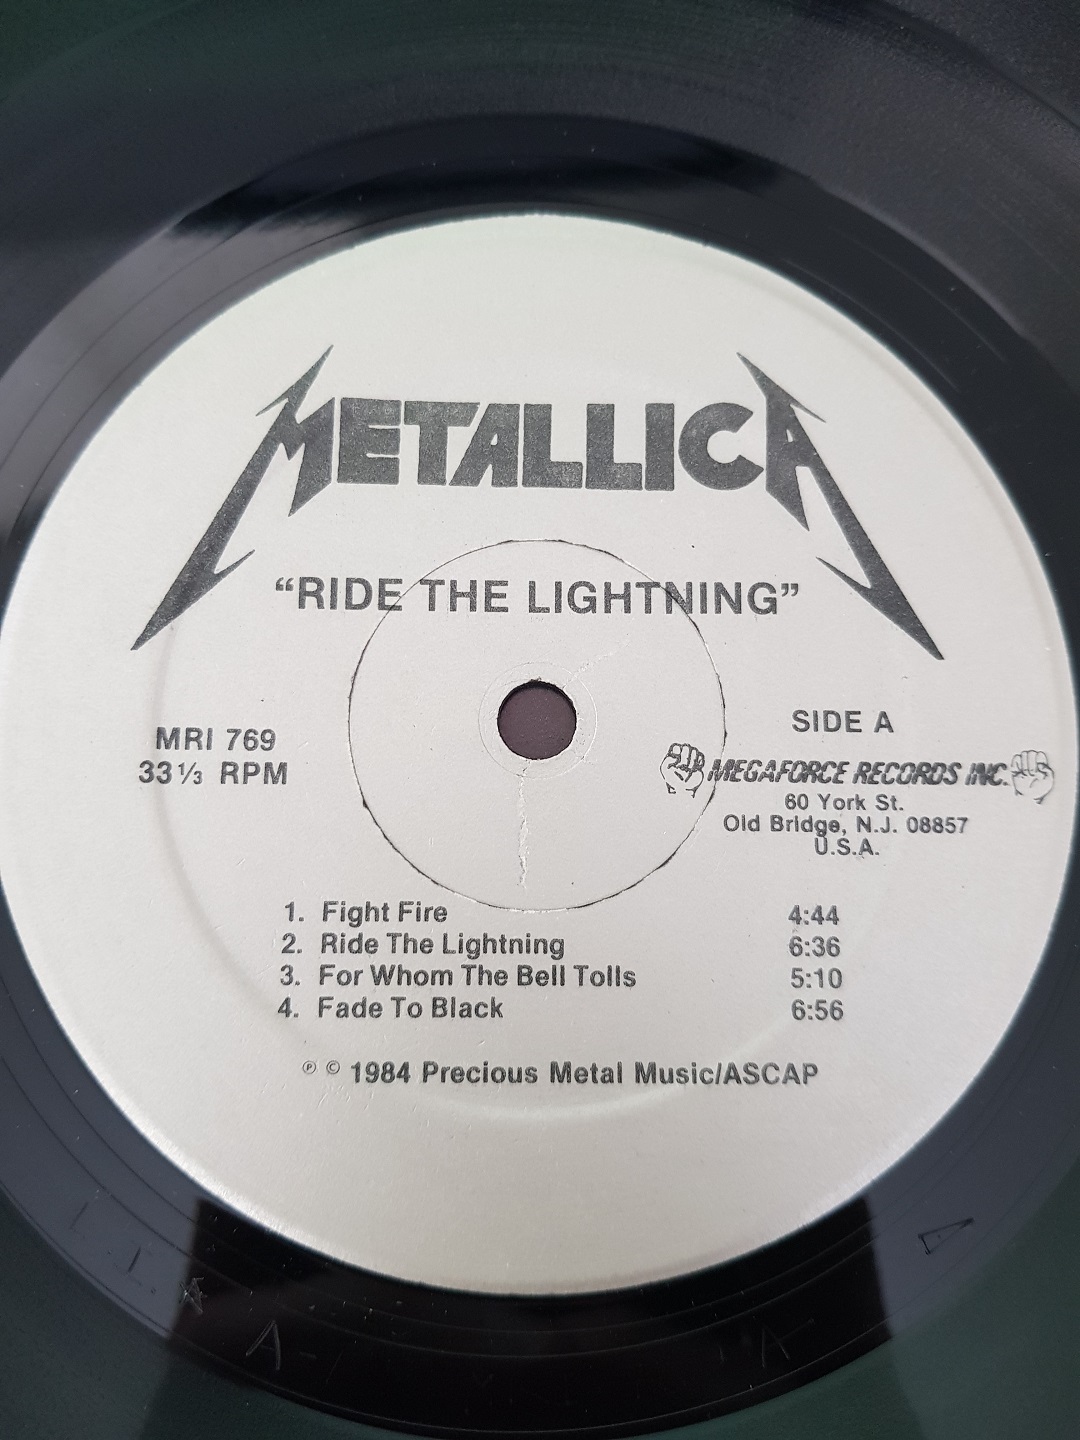 METALLICA
“RIDE THE LIGHTNING”
MRI 769
33⅓ RPM
SIDE A
MEGAFORCE RECORDS INC.
60 York St.
Old Bridge, N.J. 08857
U.S.A.
1. Fight Fire 4:44
2. Ride The Lightning 6:36
3. For Whom The Bell Tolls 5:10
4. Fade To Black 6:56
℗ © 1984 Precious Metal Music/ASCAP